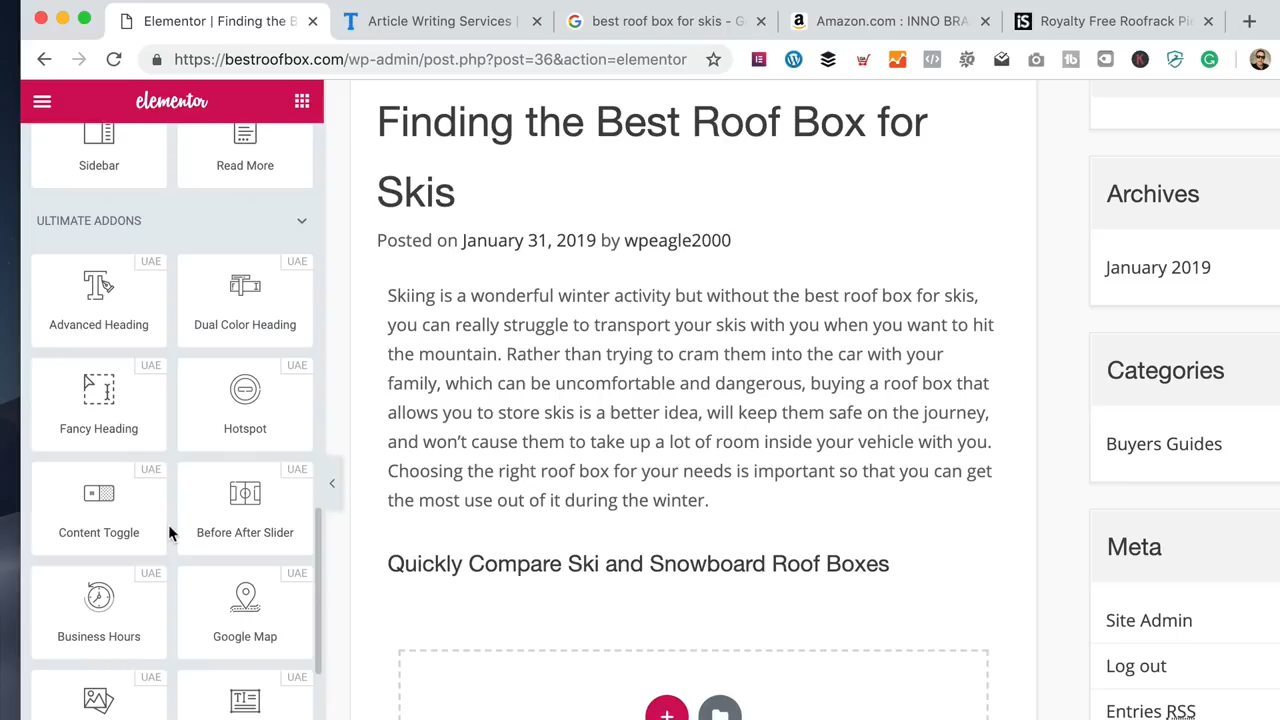 Elementor | Finding the B
Article Writing Services |
best roof box for skis - G
Amazon.com : INNO BRA
Royalty Free Roofrack Pi
https://bestroofbox.com/wp-admin/post.php?post=36&action=elementor
elementor
Sidebar
Read More
ULTIMATE ADDONS
UAE
UAE
Advanced Heading
Dual Color Heading
UAE
UAE
Fancy Heading
Hotspot
UAE
UAE
Content Toggle
Before After Slider
UAE
UAE
Business Hours
Google Map
UAE
UAE
Finding the Best Roof Box for
Skis
Posted on January 31, 2019 by wpeagle2000
Skiing is a wonderful winter activity but without the best roof box for skis,
you can really struggle to transport your skis with you when you want to hit
the mountain. Rather than trying to cram them into the car with your
family, which can be uncomfortable and dangerous, buying a roof box that
allows you to store skis is a better idea, will keep them safe on the journey,
and won't cause them to take up a lot of room inside your vehicle with you.
Choosing the right roof box for your needs is important so that you can get
the most use out of it during the winter.
Quickly Compare Ski and Snowboard Roof Boxes
Archives
January 2019
Categories
Buyers Guides
Meta
Site Admin
Log out
Entries RSS